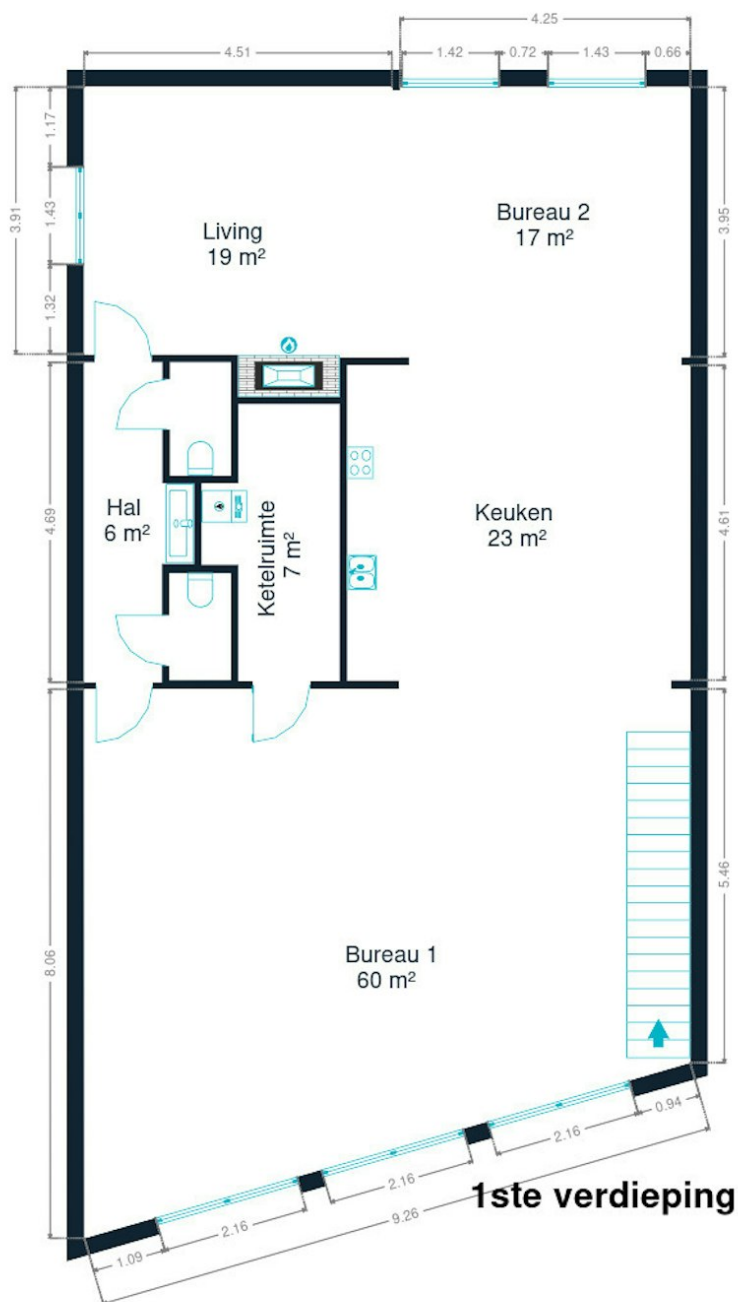 4.25
4.51
1.42
0.72
1.43
0.66
1.17
3.91
1.43
1.32
3.95
Living
19 m²
Bureau 2
17 m²
4.69
Hal
6 m²
Ketelruimte
7 m²
Keuken
23 m²
4.61
8.06
Bureau 1
60 m²
5.46
0.94
2.16
2.16
2.16
1.09
9.26
1ste verdieping